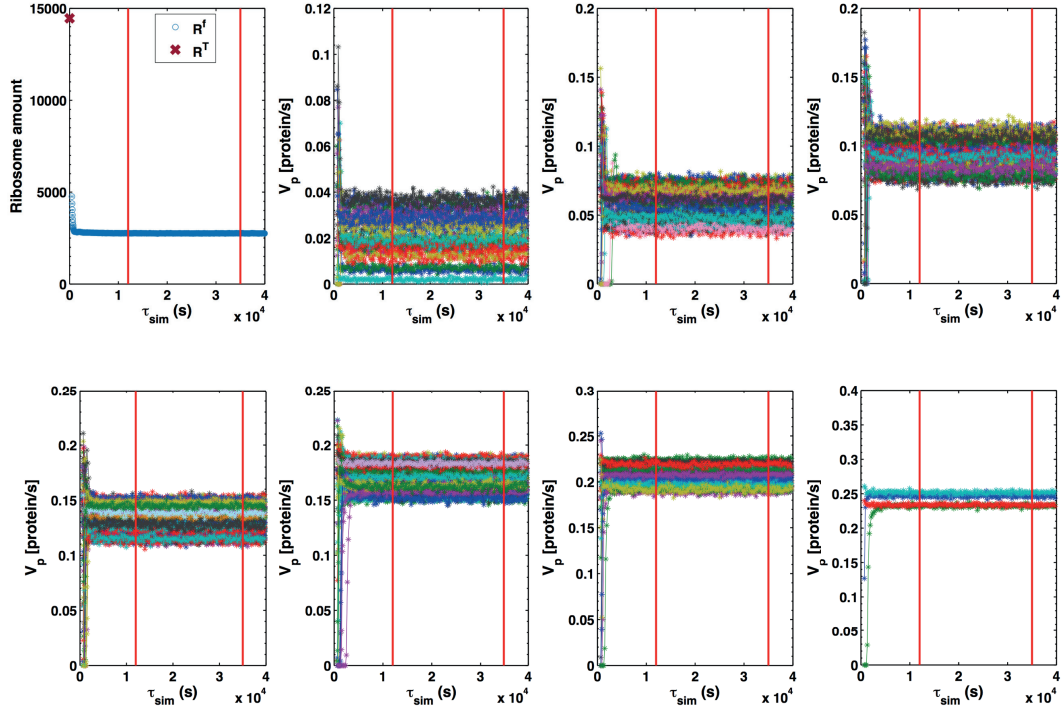 15000
10000
5000
0
Ribosome amount
R^f
R^T
0 1 2 3 4
τ_sim (s)
x 10^4
0.12
0.1
0.08
0.06
0.04
0.02
0
V_p [protein/s]
0 1 2 3 4
τ_sim (s)
x 10^4
0.2
0.15
0.1
0.05
0
V_p [protein/s]
0 1 2 3 4
τ_sim (s)
x 10^4
0.2
0.15
0.1
0.05
0
V_p [protein/s]
0 1 2 3 4
τ_sim (s)
x 10^4
0.25
0.2
0.15
0.1
0.05
0
V_p [protein/s]
0 1 2 3 4
τ_sim (s)
x 10^4
0.25
0.2
0.15
0.1
0.05
0
V_p [protein/s]
0 1 2 3 4
τ_sim (s)
x 10^4
0.3
0.25
0.2
0.15
0.1
0.05
0
V_p [protein/s]
0 1 2 3 4
τ_sim (s)
x 10^4
0.4
0.35
0.3
0.25
0.2
0.15
0.1
0.05
0
V_p [protein/s]
0 1 2 3 4
τ_sim (s)
x 10^4